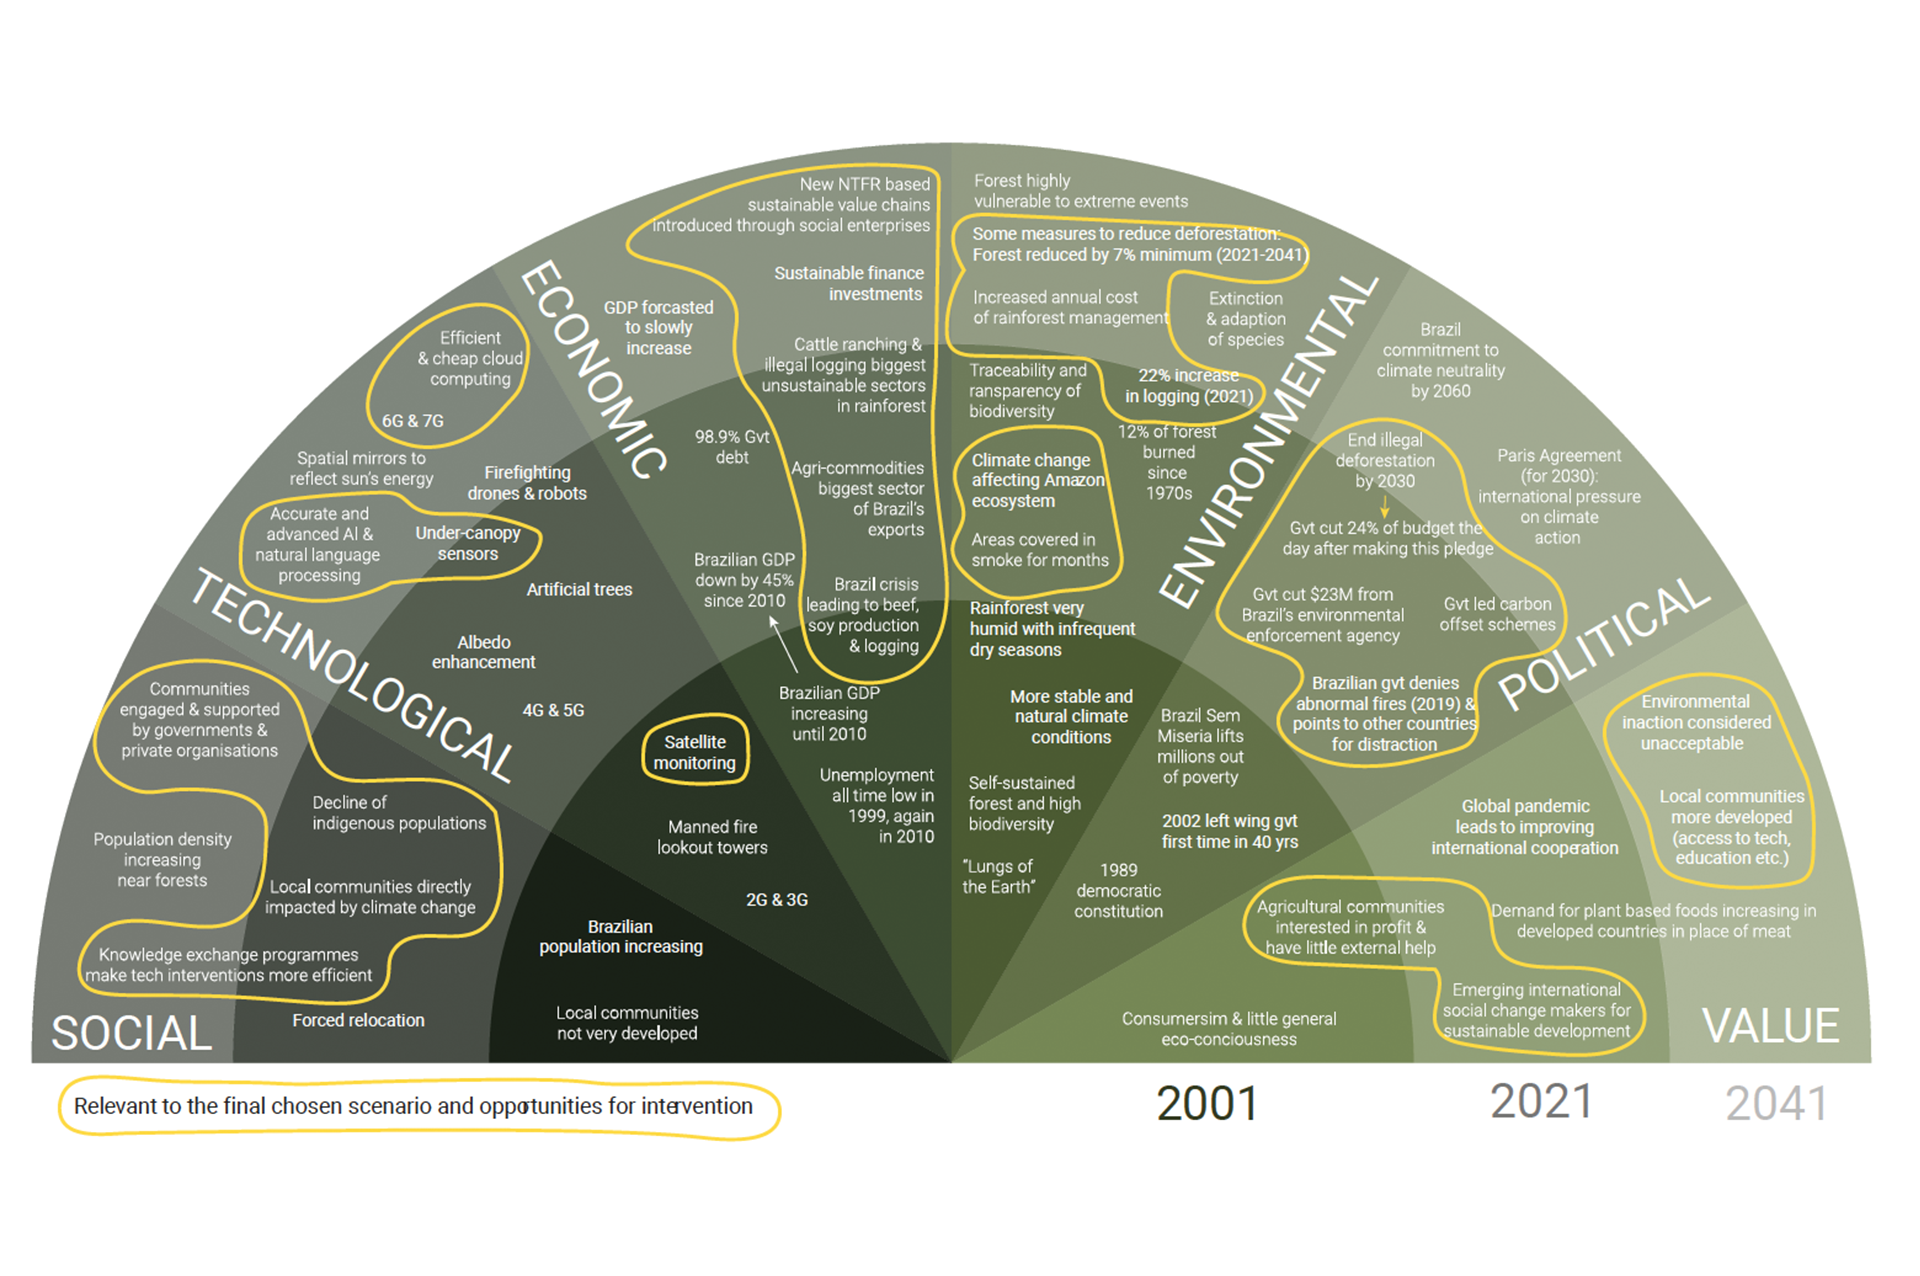 New NTFR based
sustainable value chains
introduced through social enterprises
Sustainable finance
investments
GDP forcasted
to slowly
increase
Cattle ranching &
illegal logging biggest
unsustainable sectors
in rainforest
98.9% Gvt
debt
Agri-commodities
biggest sector
of Brazil's
exports
Brazilian GDP
down by 45%
since 2010
Brazil crisis
leading to beef,
soy production
& logging
Brazilian GDP
increasing
until 2010
Unemployment
all time low in
1999, again
in 2010
ECONOMIC
Forest highly
vulnerable to extreme events
Some measures to reduce deforestation:
Forest reduced by 7% minimum (2021-2041)
Increased annual cost
of rainforest management
Extinction
& adaption
of species
Traceability and
ransparency of
biodiversity
22% increase
in logging (2021)
12% of forest
burned
since
1970s
Climate change
affecting Amazon
ecosystem
Areas covered in
smoke for months
Rainforest very
humid with infrequent
dry seasons
More stable and
natural climate
conditions
Self-sustained
forest and high
biodiversity
"Lungs of
the Earth"
ENVIRONMENTAL
Brazil
commitment to
climate neutrality
by 2060
End illegal
deforestation
by 2030
Paris Agreement
(for 2030):
international pressure
on climate
action
Gvt cut 24% of budget the
day after making this pledge
Gvt cut $23M from
Brazil's environmental
enforcement agency
Gvt led carbon
offset schemes
Brazilian gvt denies
abnormal fires (2019) &
points to other countries
for distraction
Brazil Sem
Miseria lifts
millions out
of poverty
2002 left wing gvt
first time in 40 yrs
1989
democratic
constitution
POLITICAL
Efficient
& cheap cloud
computing
6G & 7G
Spatial mirrors to
reflect sun's energy
Firefighting
drones & robots
Accurate and
advanced AI &
natural language
processing
Under-canopy
sensors
Artificial trees
Albedo
enhancement
4G & 5G
Satellite
monitoring
Manned fire
lookout towers
2G & 3G
TECHNOLOGICAL
Communities
engaged & supported
by governments &
private organisations
Decline of
indigenous populations
Population density
increasing
near forests
Local communities directly
impacted by climate change
Knowledge exchange programmes
make tech interventions more efficient
Forced relocation
Brazilian
population increasing
Local communities
not very developed
SOCIAL
Environmental
inaction considered
unacceptable
Local communities
more developed
(access to tech,
education etc.)
Global pandemic
leads to improving
international cooperation
Agricultural communities
interested in profit &
have little external help
Demand for plant based foods increasing in
developed countries in place of meat
Emerging international
social change makers for
sustainable development
Consumersim & little general
eco-conciousness
VALUE
Relevant to the final chosen scenario and opportunities for intervention
2001
2021
2041